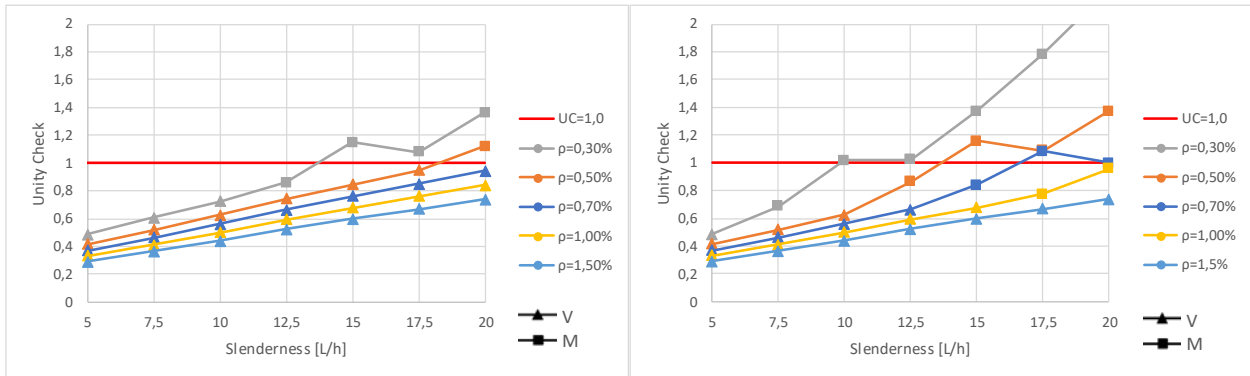 2
1,8
1,6
1,4
1,2
1
0,8
0,6
0,4
0,2
0
Unity Check
5 7,5 10 12,5 15 17,5 20
Slenderness [L/h]
UC=1,0
ρ=0,30%
ρ=0,50%
ρ=0,70%
ρ=1,00%
ρ=1,50%
V
M
2
1,8
1,6
1,4
1,2
1
0,8
0,6
0,4
0,2
0
Unity Check
5 7,5 10 12,5 15 17,5 20
Slenderness [L/h]
UC=1,0
ρ=0,30%
ρ=0,50%
ρ=0,70%
ρ=1,00%
ρ=1,5%
V
M